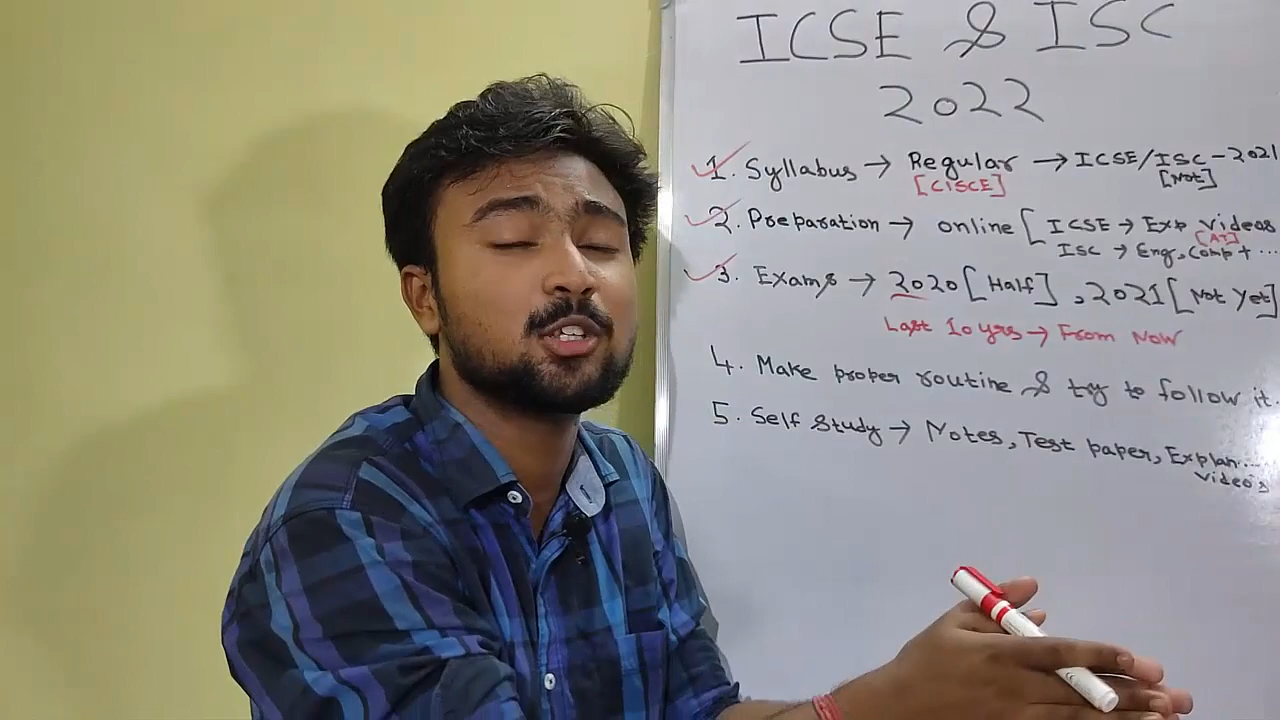 ICSE & ISC
2022
1. Syllabus → Regular → ICSE/ISC-2021
[CISCE] [Not]
2. Preparation → online [ ICSE → Exp Videos
[AT]
ISC → Eng, Comp + ...
3. Exams → 2020 [Half], 2021 [Not Yet]
Last 10 yrs → From Now
4. Make proper routine & try to follow it.
5. Self Study → Notes, Test paper, Explan...
Videos